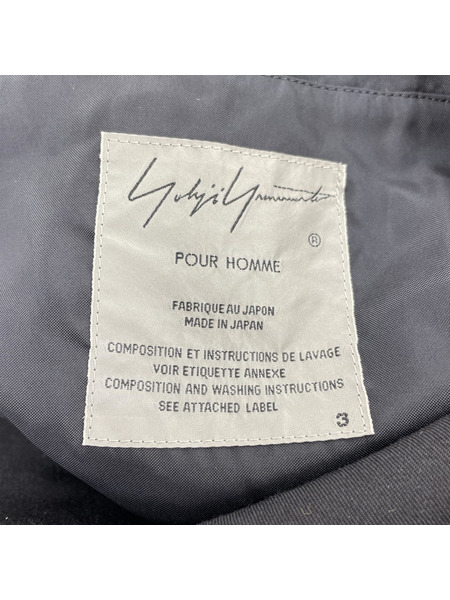 Yohji Yamamoto
®
POUR HOMME
FABRIQUE AU JAPON
MADE IN JAPAN
COMPOSITION ET INSTRUCTIONS DE LAVAGE
VOIR ETIQUETTE ANNEXE
COMPOSITION AND WASHING INSTRUCTIONS
SEE ATTACHED LABEL
3